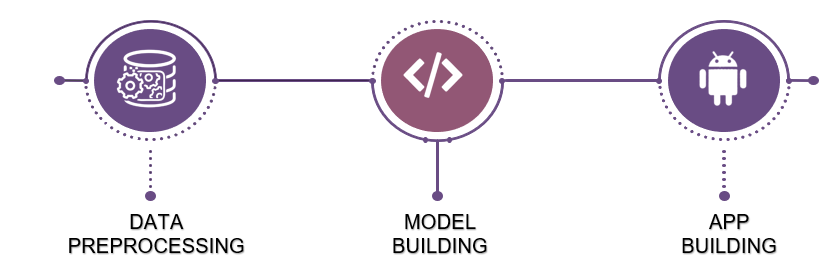 DATA
PREPROCESSING
MODEL
BUILDING
APP
BUILDING